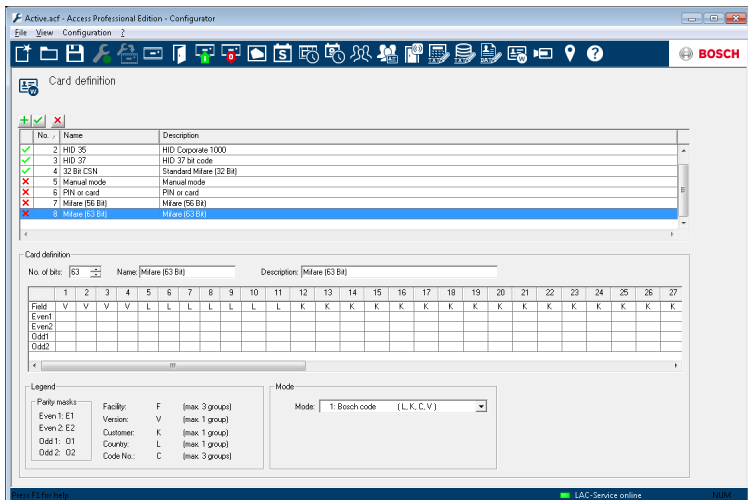 Active.acf - Access Professional Edition - Configurator
File View Configuration ?
BOSCH
Card definition
No. Name Description
2 HID 35 HID Corporate 1000
3 HID 37 HID 37 bit code
4 32 Bit CSN Standard Mifare (32 Bit)
5 Manual mode Manual mode
6 PIN or card PIN or card
7 Mifare (56 Bit) Mifare (56 Bit)
8 Mifare (63 Bit) Mifare (63 Bit)
Card definition
No. of bits: 63 Name: Mifare (63 Bit) Description: Mifare (63 Bit)
1 2 3 4 5 6 7 8 9 10 11 12 13 14 15 16 17 18 19 20 21 22 23 24 25 26 27
Field V V V V L L L L L L L K K K K K K K K K K K K K K K K
Even1
Even2
Odd1
Odd2
Legend
Parity masks
Even 1: E1
Even 2: E2
Odd 1: O1
Odd 2: O2
Facility: F (max. 3 groups)
Version: V (max. 1 group)
Customer: K (max. 1 group)
Country: L (max. 1 group)
Code No.: C (max. 3 groups)
Mode
Mode: 1: Bosch code ( L, K, C, V )
Press F1 for help
LAC-Service online
NUM